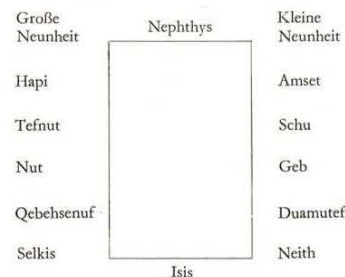 Große
Neunheit
Nephthys
Kleine
Neunheit
Hapi
Amset
Tefnut
Schu
Nut
Geb
Qebehsenuf
Duamutef
Selkis
Neith
Isis